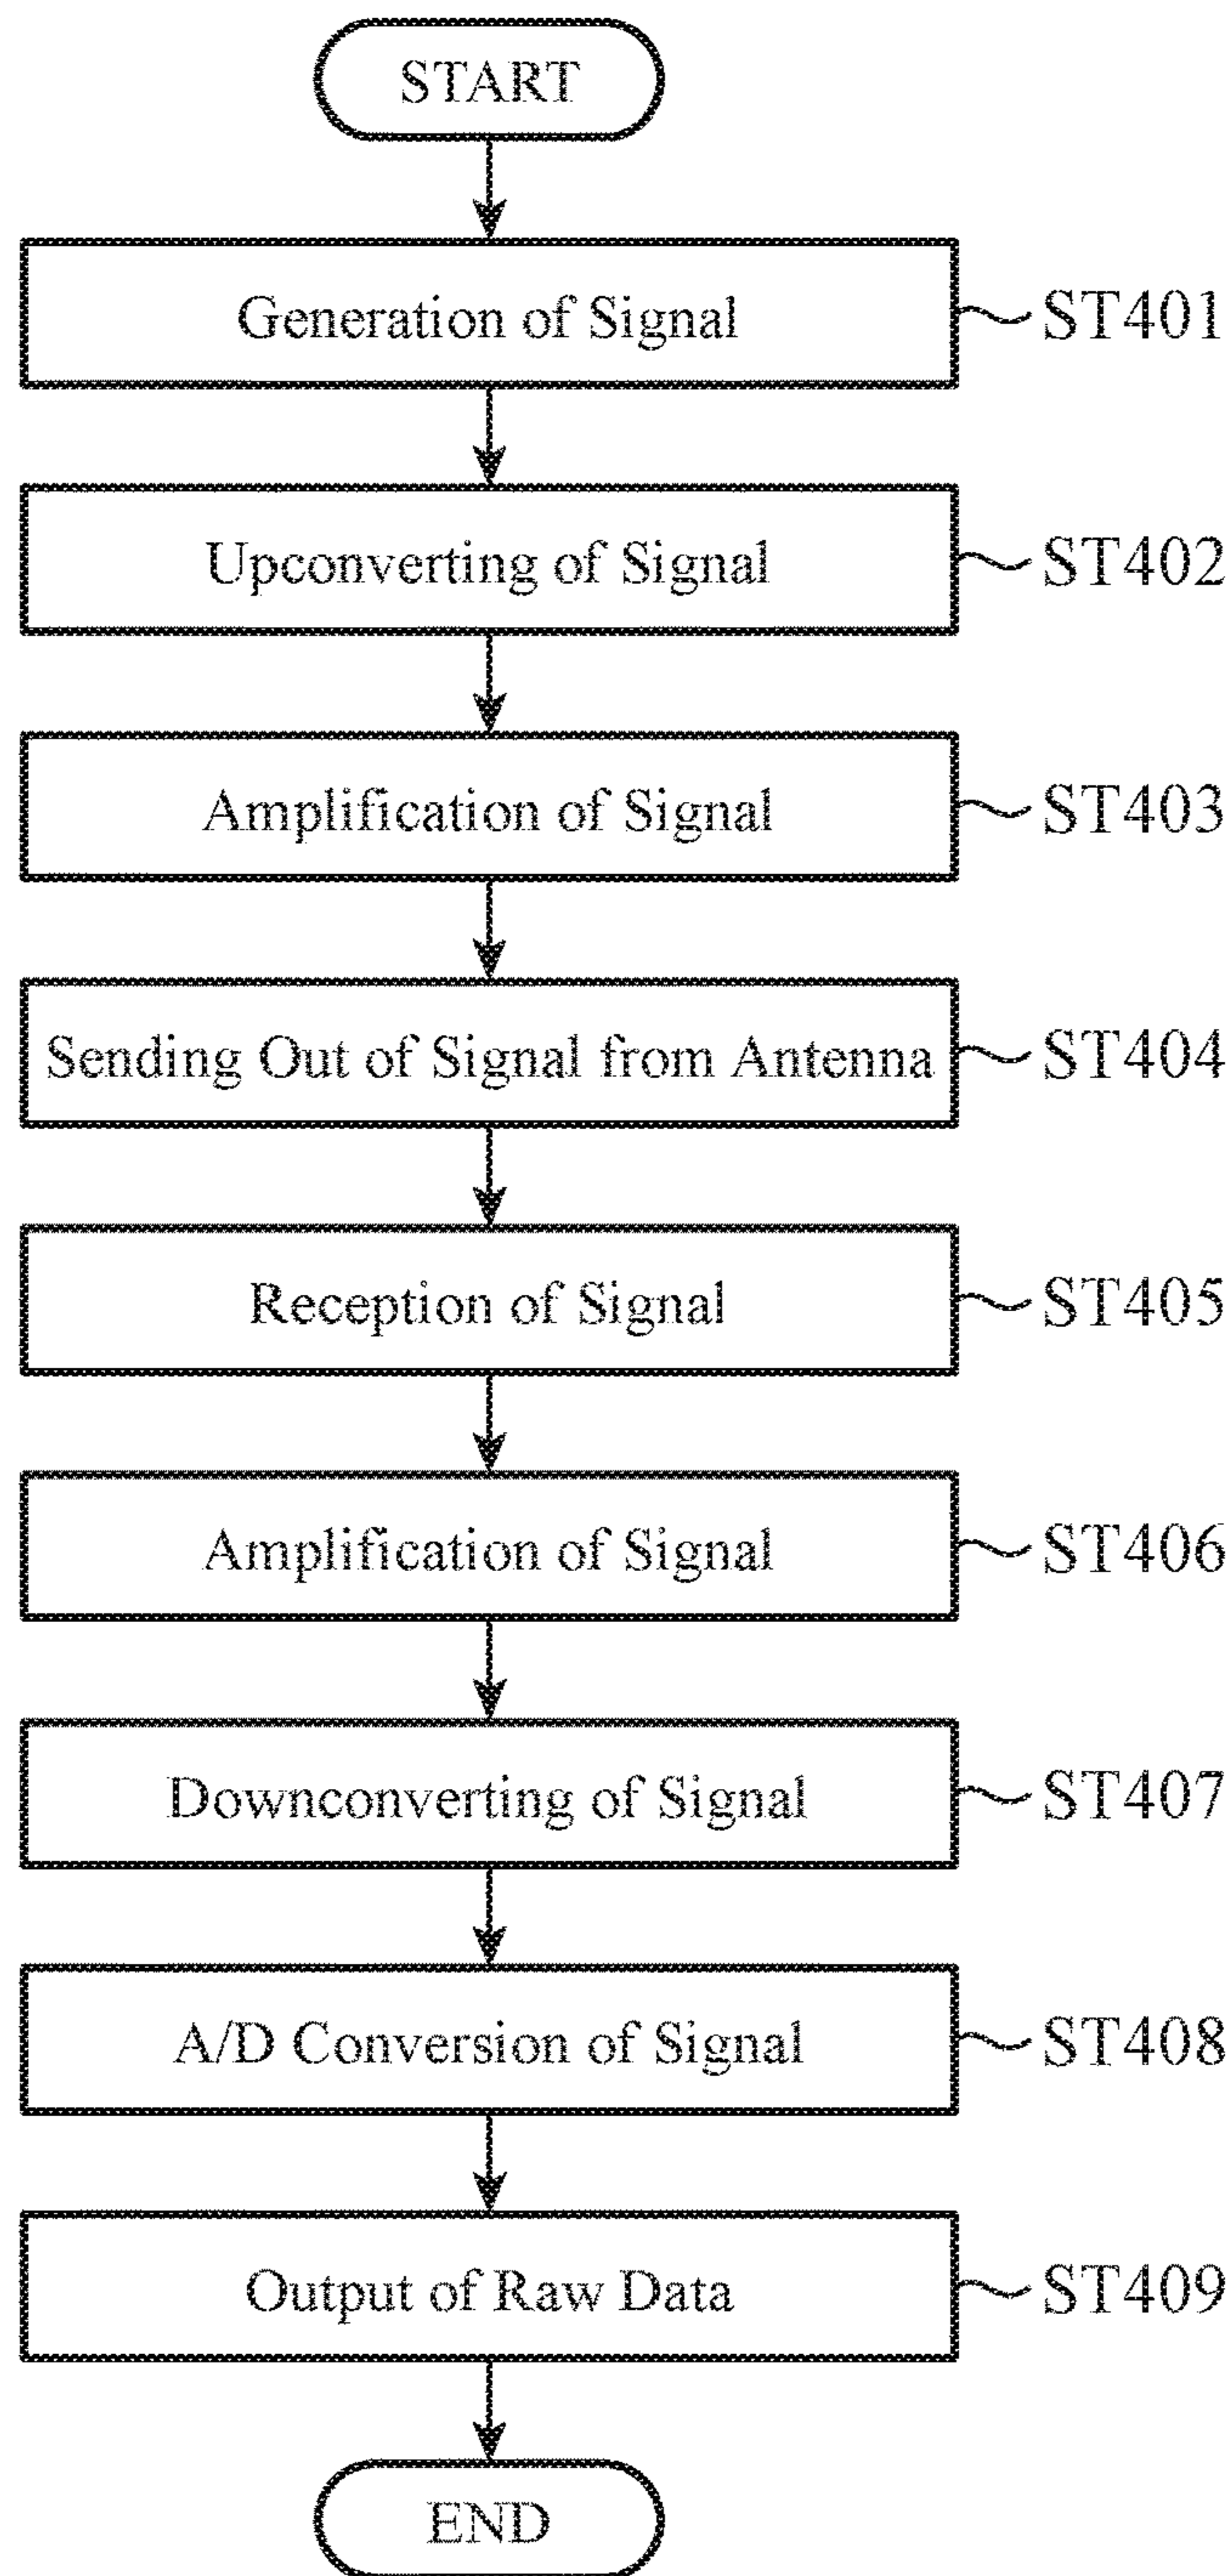 START
Generation of Signal
ST401
Upconverting of Signal
ST402
Amplification of Signal
ST403
Sending Out of Signal from Antenna
ST404
Reception of Signal
ST405
Amplification of Signal
ST406
Downconverting of Signal
ST407
A/D Conversion of Signal
ST408
Output of Raw Data
ST409
END